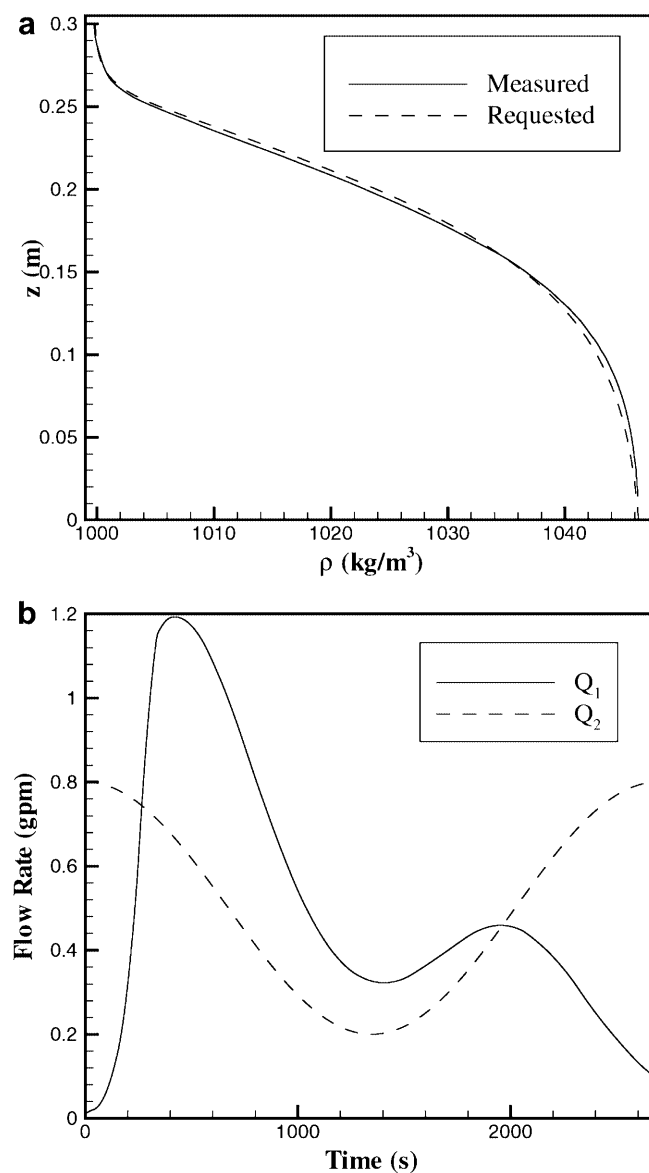 a
0.3
0.25
0.2
0.15
0.1
0.05
0
z (m)
Measured
Requested
1000 1010 1020 1030 1040
ρ (kg/m³)
b
1.2
1
0.8
0.6
0.4
0.2
0
Flow Rate (gpm)
Q₁
Q₂
0 1000 2000
Time (s)